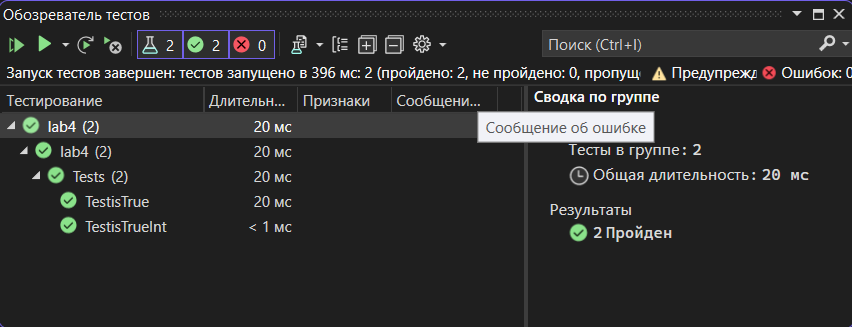 Обозреватель тестов
2 2 0 Поиск (Ctrl+I)
Запуск тестов завершен: тестов запущено в 396 мс: 2 (пройдено: 2, не пройдено: 0, пропущ Предупрежд Ошибок: 0
Тестирование Длительн... Признаки Сообщени... Сводка по группе
lab4 (2) 20 мс
Сообщение об ошибке
lab4 (2) 20 мс Тесты в группе: 2
Tests (2) 20 мс Общая длительность: 20 мс
TestisTrue 20 мс
Результаты
TestisTrueInt < 1 мс 2 Пройден